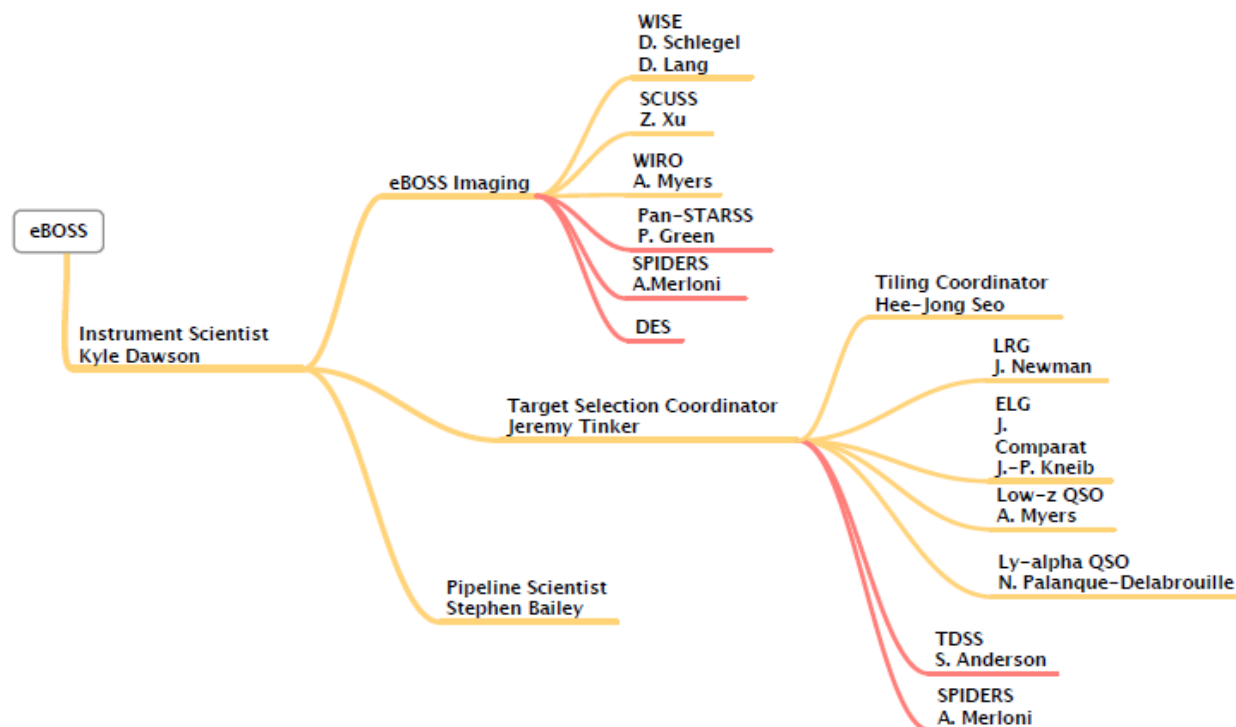 WISE
D. Schlegel
D. Lang
SCUSS
Z. Xu
WIRO
A. Myers
eBOSS Imaging
Pan-STARSS
P. Green
eBOSS
SPIDERS
A.Merloni
Tiling Coordinator
Hee-Jong Seo
DES
Instrument Scientist
Kyle Dawson
LRG
J. Newman
Target Selection Coordinator
Jeremy Tinker
ELG
J.
Comparat
J.-P. Kneib
Low-z QSO
A. Myers
Ly-alpha QSO
N. Palanque-Delabrouille
Pipeline Scientist
Stephen Bailey
TDSS
S. Anderson
SPIDERS
A. Merloni